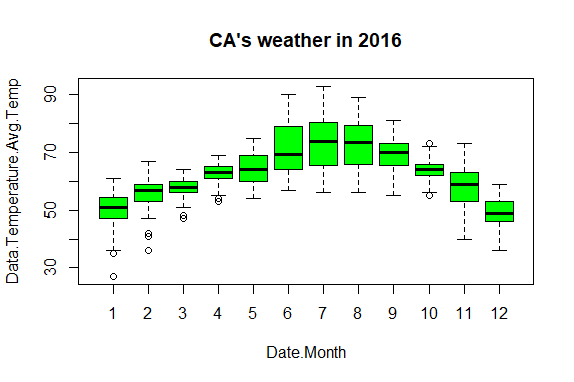 CA's weather in 2016
Data.Temperature.Avg.Temp
90
70
50
30
1 2 3 4 5 6 7 8 9 10 11 12
Date.Month